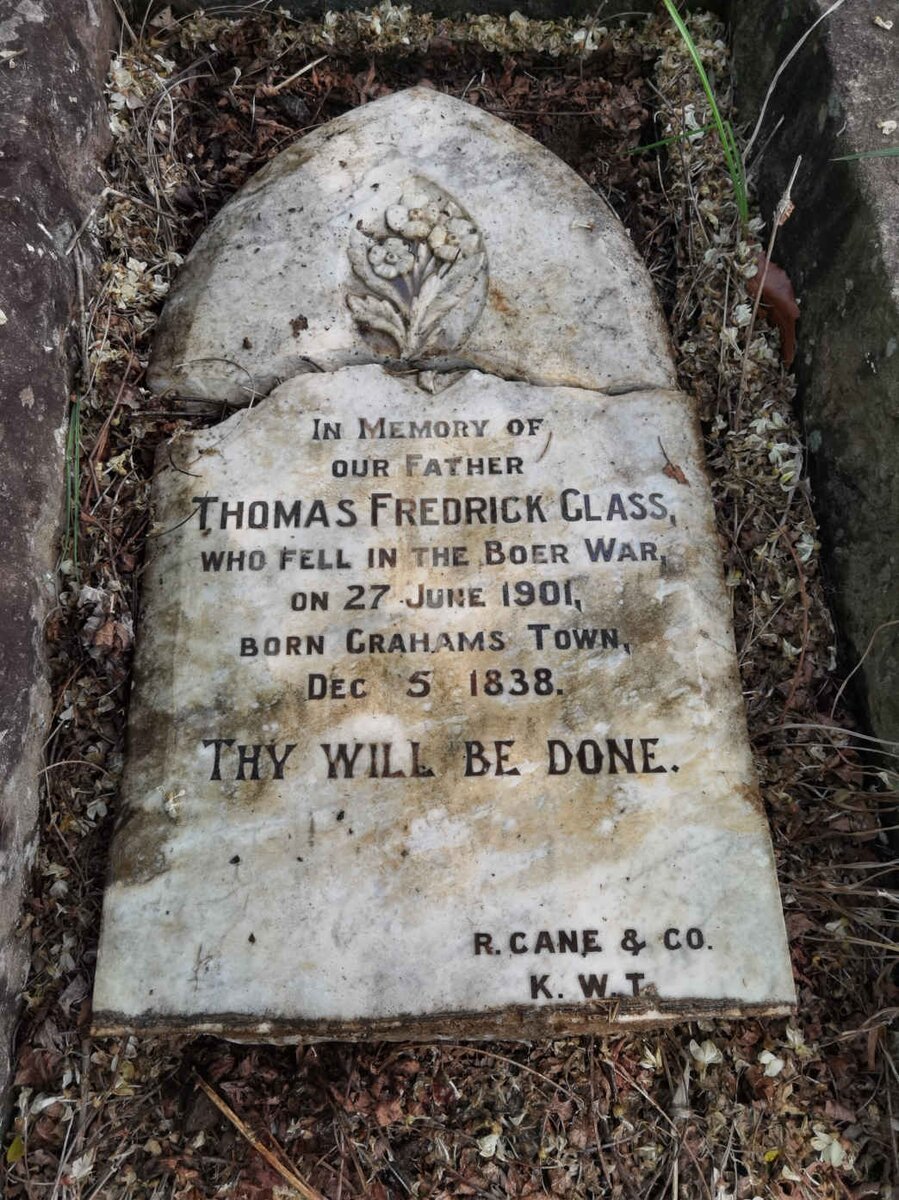 IN MEMORY OF
OUR FATHER
THOMAS FREDRICK GLASS,
WHO FELL IN THE BOER WAR,
ON 27 JUNE 1901,
BORN GRAHAMS TOWN,
DEC 5 1838.
THY WILL BE DONE.
R. CANE & CO.
K. W. T.